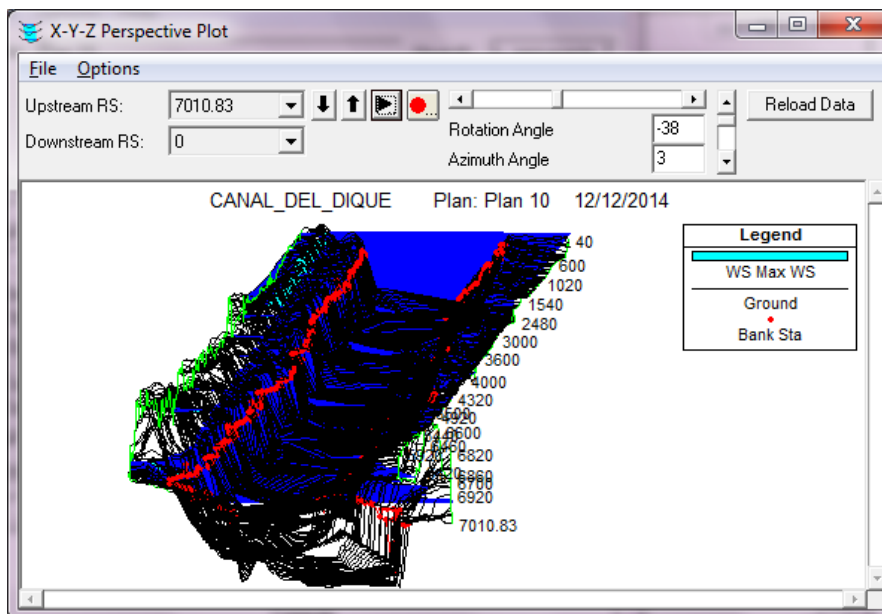 X-Y-Z Perspective Plot
File Options
Upstream RS: 7010.83
Downstream RS: 0
Rotation Angle -38
Azimuth Angle 3
Reload Data
CANAL_DEL_DIQUE Plan: Plan 10 12/12/2014
40
600
1020
1540
2480
3000
3600
4000
4320
4920
6820
6920
7010.83
Legend
WS Max WS
Ground
Bank Sta